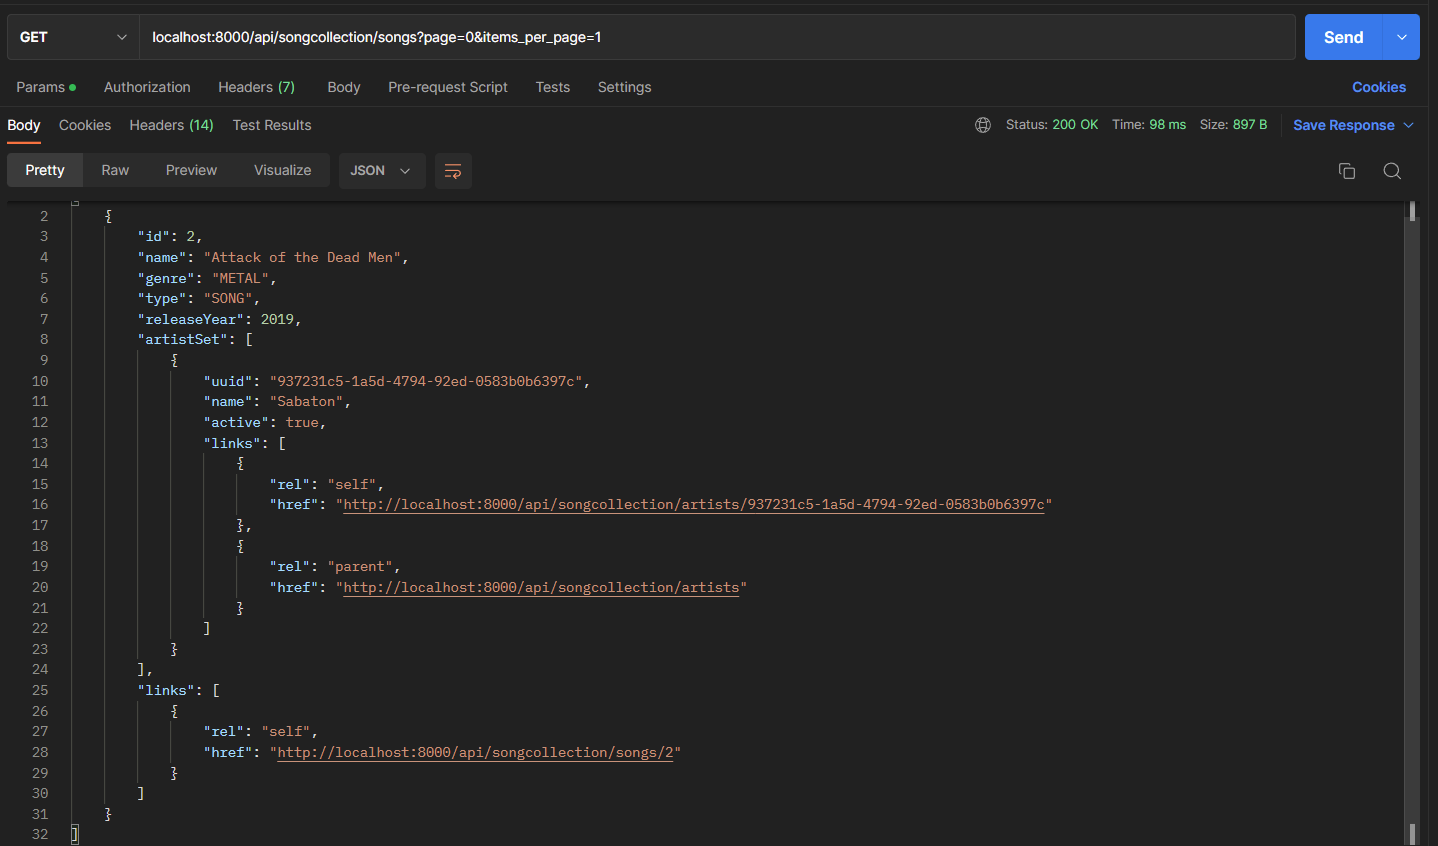 GET localhost:8000/api/songcollection/songs?page=0&items_per_page=1 Send
Params Authorization Headers (7) Body Pre-request Script Tests Settings Cookies
Body Cookies Headers (14) Test Results Status: 200 OK Time: 98 ms Size: 897 B Save Response
Pretty Raw Preview Visualize JSON
2 {
3 "id": 2,
4 "name": "Attack of the Dead Men",
5 "genre": "METAL",
6 "type": "SONG",
7 "releaseYear": 2019,
8 "artistSet": [
9 {
10 "uuid": "937231c5-1a5d-4794-92ed-0583b0b6397c",
11 "name": "Sabaton",
12 "active": true,
13 "links": [
14 {
15 "rel": "self",
16 "href": "http://localhost:8000/api/songcollection/artists/937231c5-1a5d-4794-92ed-0583b0b6397c"
17 },
18 {
19 "rel": "parent",
20 "href": "http://localhost:8000/api/songcollection/artists"
21 }
22 ]
23 }
24 ],
25 "links": [
26 {
27 "rel": "self",
28 "href": "http://localhost:8000/api/songcollection/songs/2"
29 }
30 ]
31 }
32 ]